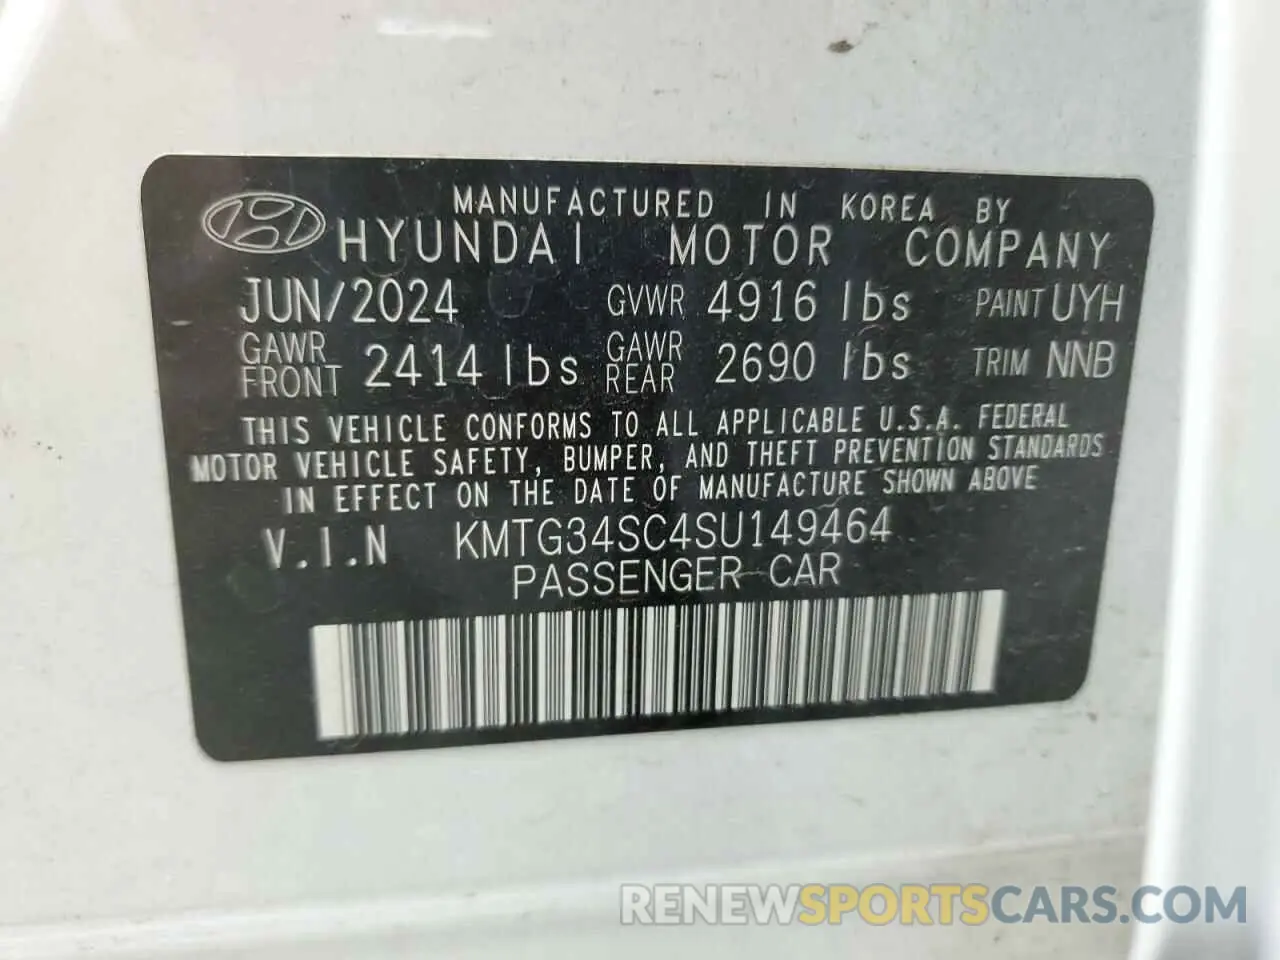 MANUFACTURED IN KOREA BY
HYUNDAI MOTOR COMPANY
JUN/2024 GVWR 4916 lbs PAINT UYH
GAWR FRONT 2414 lbs GAWR REAR 2690 lbs TRIM NNB
THIS VEHICLE CONFORMS TO ALL APPLICABLE U.S.A. FEDERAL
MOTOR VEHICLE SAFETY, BUMPER, AND THEFT PREVENTION STANDARDS
IN EFFECT ON THE DATE OF MANUFACTURE SHOWN ABOVE
V.I.N KMTG34SC4SU149464
PASSENGER CAR
RENEWSPORTSCARS.COM